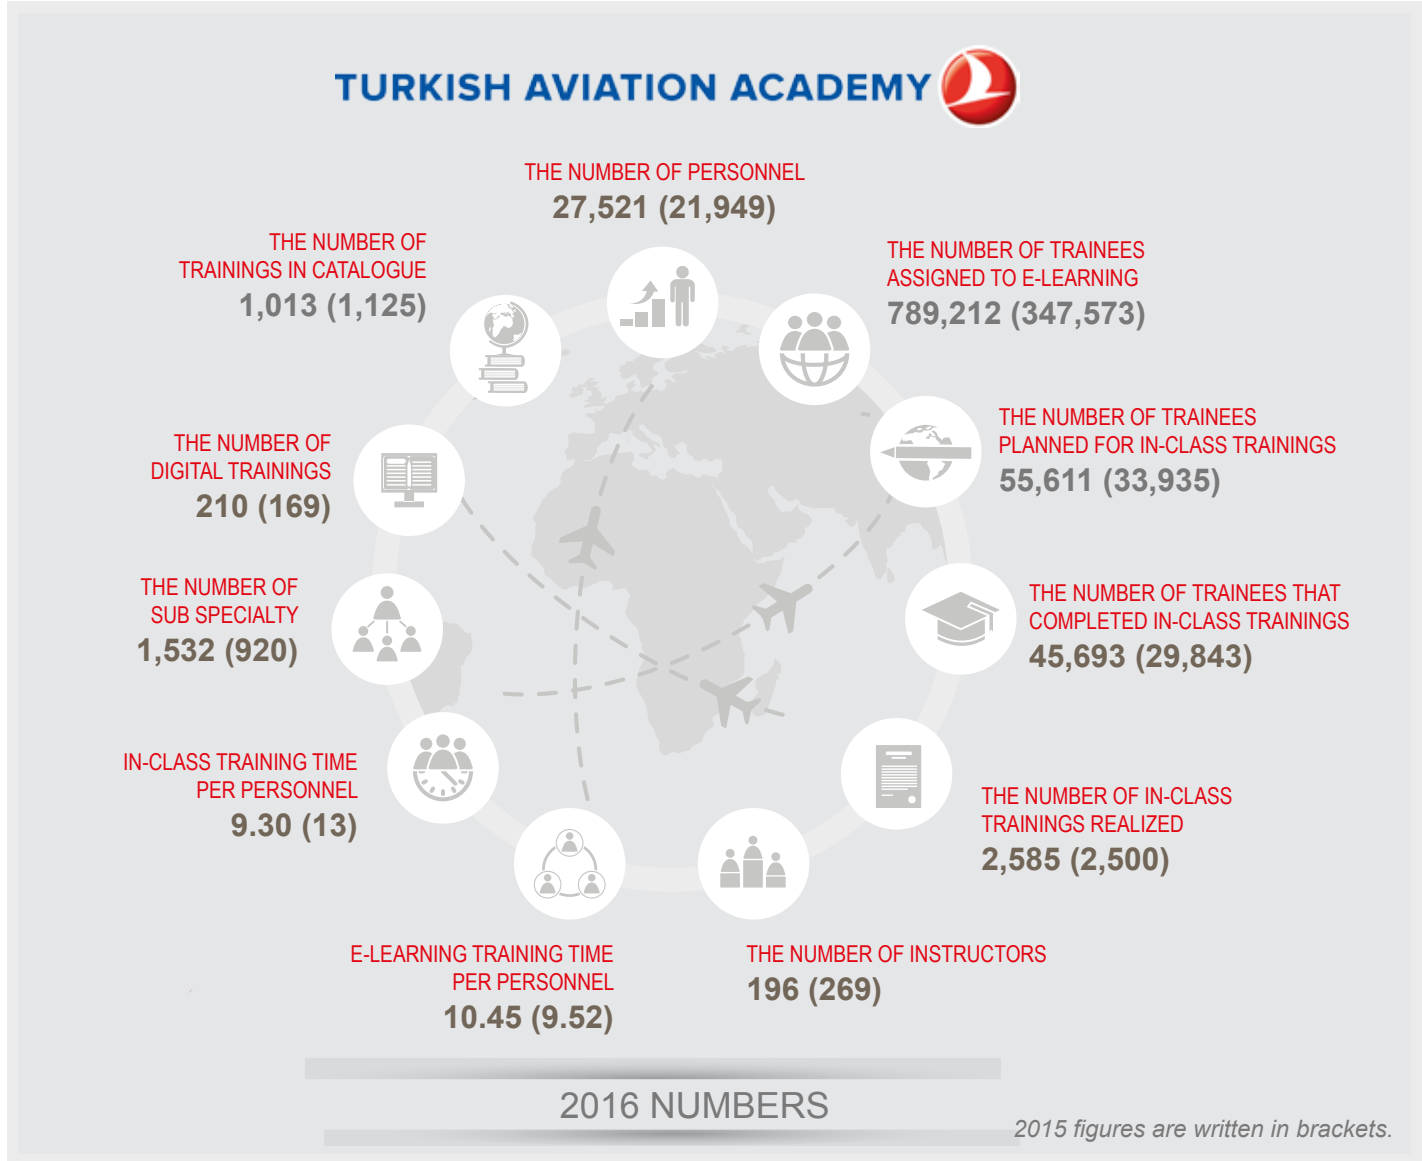 TURKISH AVIATION ACADEMY
THE NUMBER OF PERSONNEL
27,521 (21,949)
THE NUMBER OF
TRAININGS IN CATALOGUE
1,013 (1,125)
THE NUMBER OF TRAINEES
ASSIGNED TO E-LEARNING
789,212 (347,573)
THE NUMBER OF
DIGITAL TRAININGS
210 (169)
THE NUMBER OF TRAINEES
PLANNED FOR IN-CLASS TRAININGS
55,611 (33,935)
THE NUMBER OF
SUB SPECIALTY
1,532 (920)
THE NUMBER OF TRAINEES THAT
COMPLETED IN-CLASS TRAININGS
45,693 (29,843)
IN-CLASS TRAINING TIME
PER PERSONNEL
9.30 (13)
THE NUMBER OF IN-CLASS
TRAININGS REALIZED
2,585 (2,500)
E-LEARNING TRAINING TIME
PER PERSONNEL
10.45 (9.52)
THE NUMBER OF INSTRUCTORS
196 (269)
2016 NUMBERS
2015 figures are written in brackets.